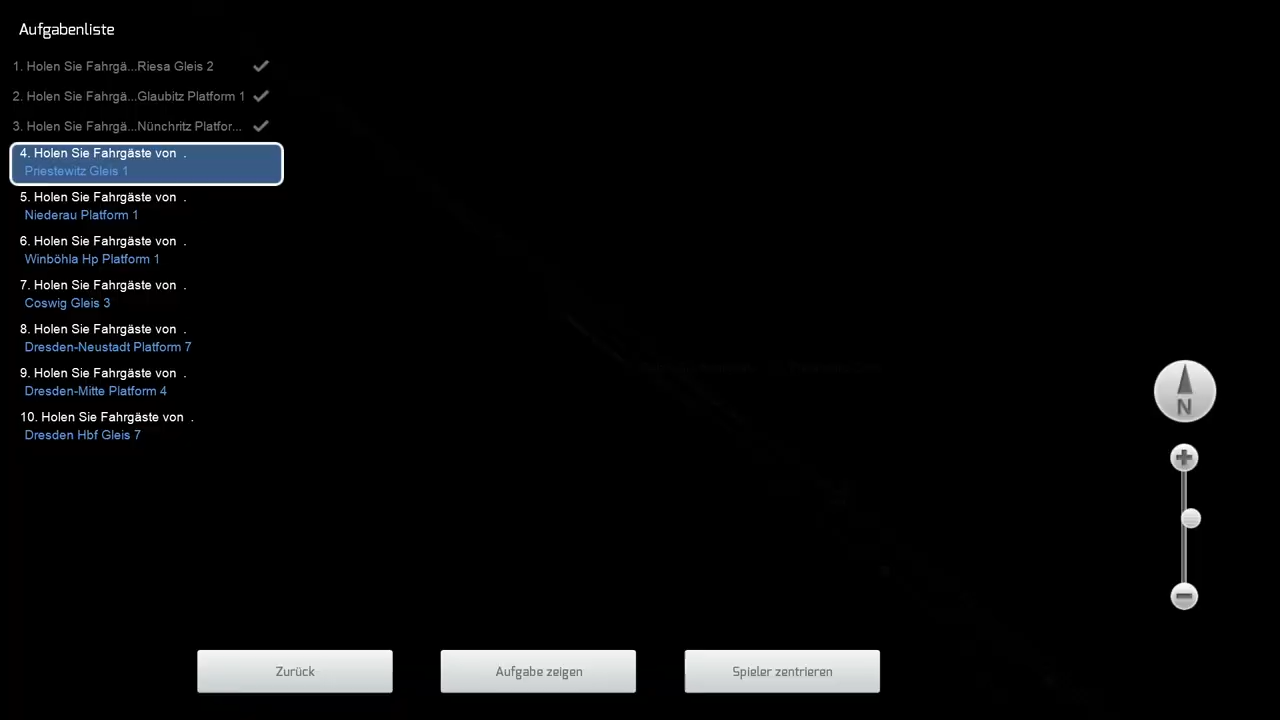 Aufgabenliste
1. Holen Sie Fahrgä...Riesa Gleis 2
2. Holen Sie Fahrgä...Glaubitz Platform 1
3. Holen Sie Fahrgä...Nünchritz Platfor...
4. Holen Sie Fahrgäste von .
Priestewitz Gleis 1
5. Holen Sie Fahrgäste von .
Niederau Platform 1
6. Holen Sie Fahrgäste von .
Winböhla Hp Platform 1
7. Holen Sie Fahrgäste von .
Coswig Gleis 3
8. Holen Sie Fahrgäste von .
Dresden-Neustadt Platform 7
9. Holen Sie Fahrgäste von .
Dresden-Mitte Platform 4
10. Holen Sie Fahrgäste von .
Dresden Hbf Gleis 7
N
Zurück
Aufgabe zeigen
Spieler zentrieren